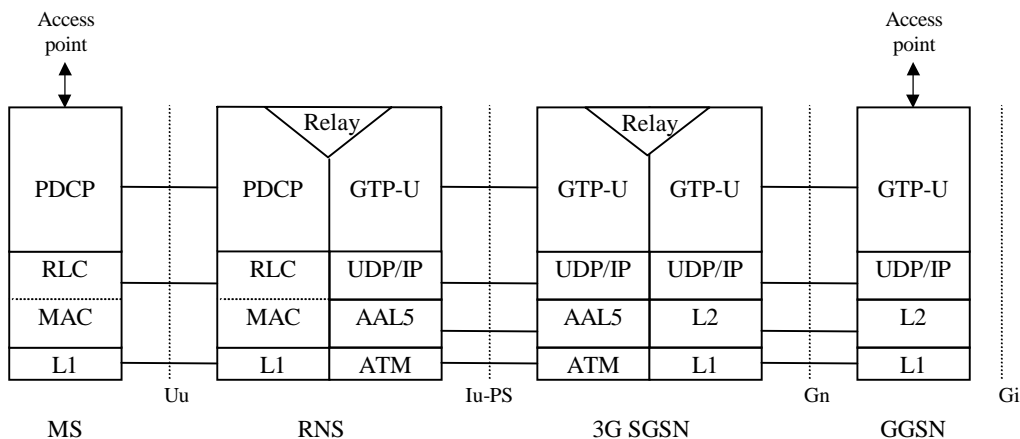 Access
point
Access
point
Relay
Relay
PDCP
PDCP
GTP-U
GTP-U
GTP-U
GTP-U
RLC
RLC
UDP/IP
UDP/IP
UDP/IP
UDP/IP
MAC
MAC
AAL5
AAL5
L2
L2
L1
L1
ATM
ATM
L1
L1
Uu
Iu-PS
Gn
Gi
MS
RNS
3G SGSN
GGSN